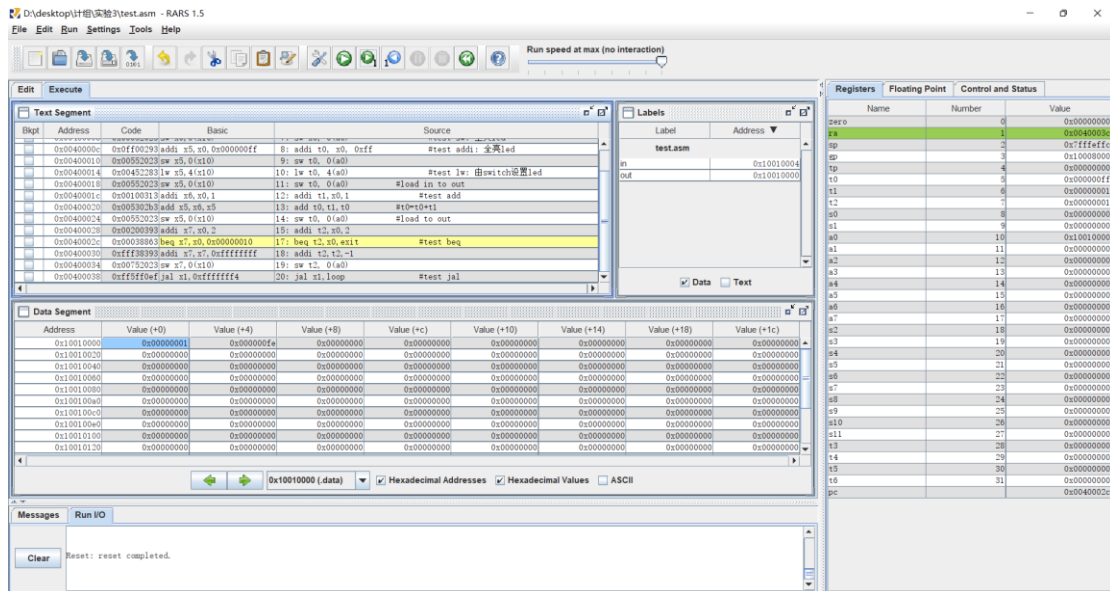 D:\desktop\计组\实验3\test.asm - RARS 1.5
File Edit Run Settings Tools Help
Run speed at max (no interaction)
Edit Execute
Text Segment
Bkpt Address Code Basic Source
0x0040000c 0x0ff00293 addi x5,x0,0x000000ff 8: addi t0, x0, 0xff #test addi: 全亮led
0x00400010 0x00552023 sw x5,0(x10) 9: sw t0, 0(a0)
0x00400014 0x00452283 lw x5,4(x10) 10: lw t0, 4(a0) #test lw: 由switch设置led
0x00400018 0x00552023 sw x5,0(x10) 11: sw t0, 0(a0) #load in to out
0x0040001c 0x00100313 addi x6,x0,1 12: addi t1,x0,1 #test add
0x00400020 0x005302b3 add x5,x6,x5 13: add t0,t1,t0 #t0=t0+t1
0x00400024 0x00552023 sw x5,0(x10) 14: sw t0, 0(a0) #load to out
0x00400028 0x00200393 addi x7,x0,2 15: addi t2,x0,2
0x0040002c 0x00038863 beq x7,x0,0x00000010 17: beq t2,x0,exit #test beq
0x00400030 0xfff38393 addi x7,x7,0xffffffff 18: addi t2,t2,-1
0x00400034 0x00752023 sw x7,0(x10) 19: sw t2, 0(a0)
0x00400038 0xff5ff0ef jal x1,0xfffffff4 20: jal x1,loop #test jal
Labels
Label Address ▼
test.asm
in 0x10010004
out 0x10010000
Data Text
Data Segment
Address Value (+0) Value (+4) Value (+8) Value (+c) Value (+10) Value (+14) Value (+18) Value (+1c)
0x10010000 0x00000001 0x000000fe 0x00000000 0x00000000 0x00000000 0x00000000 0x00000000 0x00000000
0x10010020 0x00000000 0x00000000 0x00000000 0x00000000 0x00000000 0x00000000 0x00000000 0x00000000
0x10010040 0x00000000 0x00000000 0x00000000 0x00000000 0x00000000 0x00000000 0x00000000 0x00000000
0x10010060 0x00000000 0x00000000 0x00000000 0x00000000 0x00000000 0x00000000 0x00000000 0x00000000
0x10010080 0x00000000 0x00000000 0x00000000 0x00000000 0x00000000 0x00000000 0x00000000 0x00000000
0x100100a0 0x00000000 0x00000000 0x00000000 0x00000000 0x00000000 0x00000000 0x00000000 0x00000000
0x100100c0 0x00000000 0x00000000 0x00000000 0x00000000 0x00000000 0x00000000 0x00000000 0x00000000
0x100100e0 0x00000000 0x00000000 0x00000000 0x00000000 0x00000000 0x00000000 0x00000000 0x00000000
0x10010100 0x00000000 0x00000000 0x00000000 0x00000000 0x00000000 0x00000000 0x00000000 0x00000000
0x10010120 0x00000000 0x00000000 0x00000000 0x00000000 0x00000000 0x00000000 0x00000000 0x00000000
0x10010000 (.data) Hexadecimal Addresses Hexadecimal Values ASCII
Messages Run I/O
Reset: reset completed.
Clear
Registers Floating Point Control and Status
Name Number Value
zero 0 0x00000000
ra 1 0x0040003c
sp 2 0x7fffeffc
gp 3 0x10008000
tp 4 0x00000000
t0 5 0x000000ff
t1 6 0x00000001
t2 7 0x00000001
s0 8 0x00000000
s1 9 0x00000000
a0 10 0x10010000
a1 11 0x00000000
a2 12 0x00000000
a3 13 0x00000000
a4 14 0x00000000
a5 15 0x00000000
a6 16 0x00000000
a7 17 0x00000000
s2 18 0x00000000
s3 19 0x00000000
s4 20 0x00000000
s5 21 0x00000000
s6 22 0x00000000
s7 23 0x00000000
s8 24 0x00000000
s9 25 0x00000000
s10 26 0x00000000
s11 27 0x00000000
t3 28 0x00000000
t4 29 0x00000000
t5 30 0x00000000
t6 31 0x00000000
pc 0x0040002c